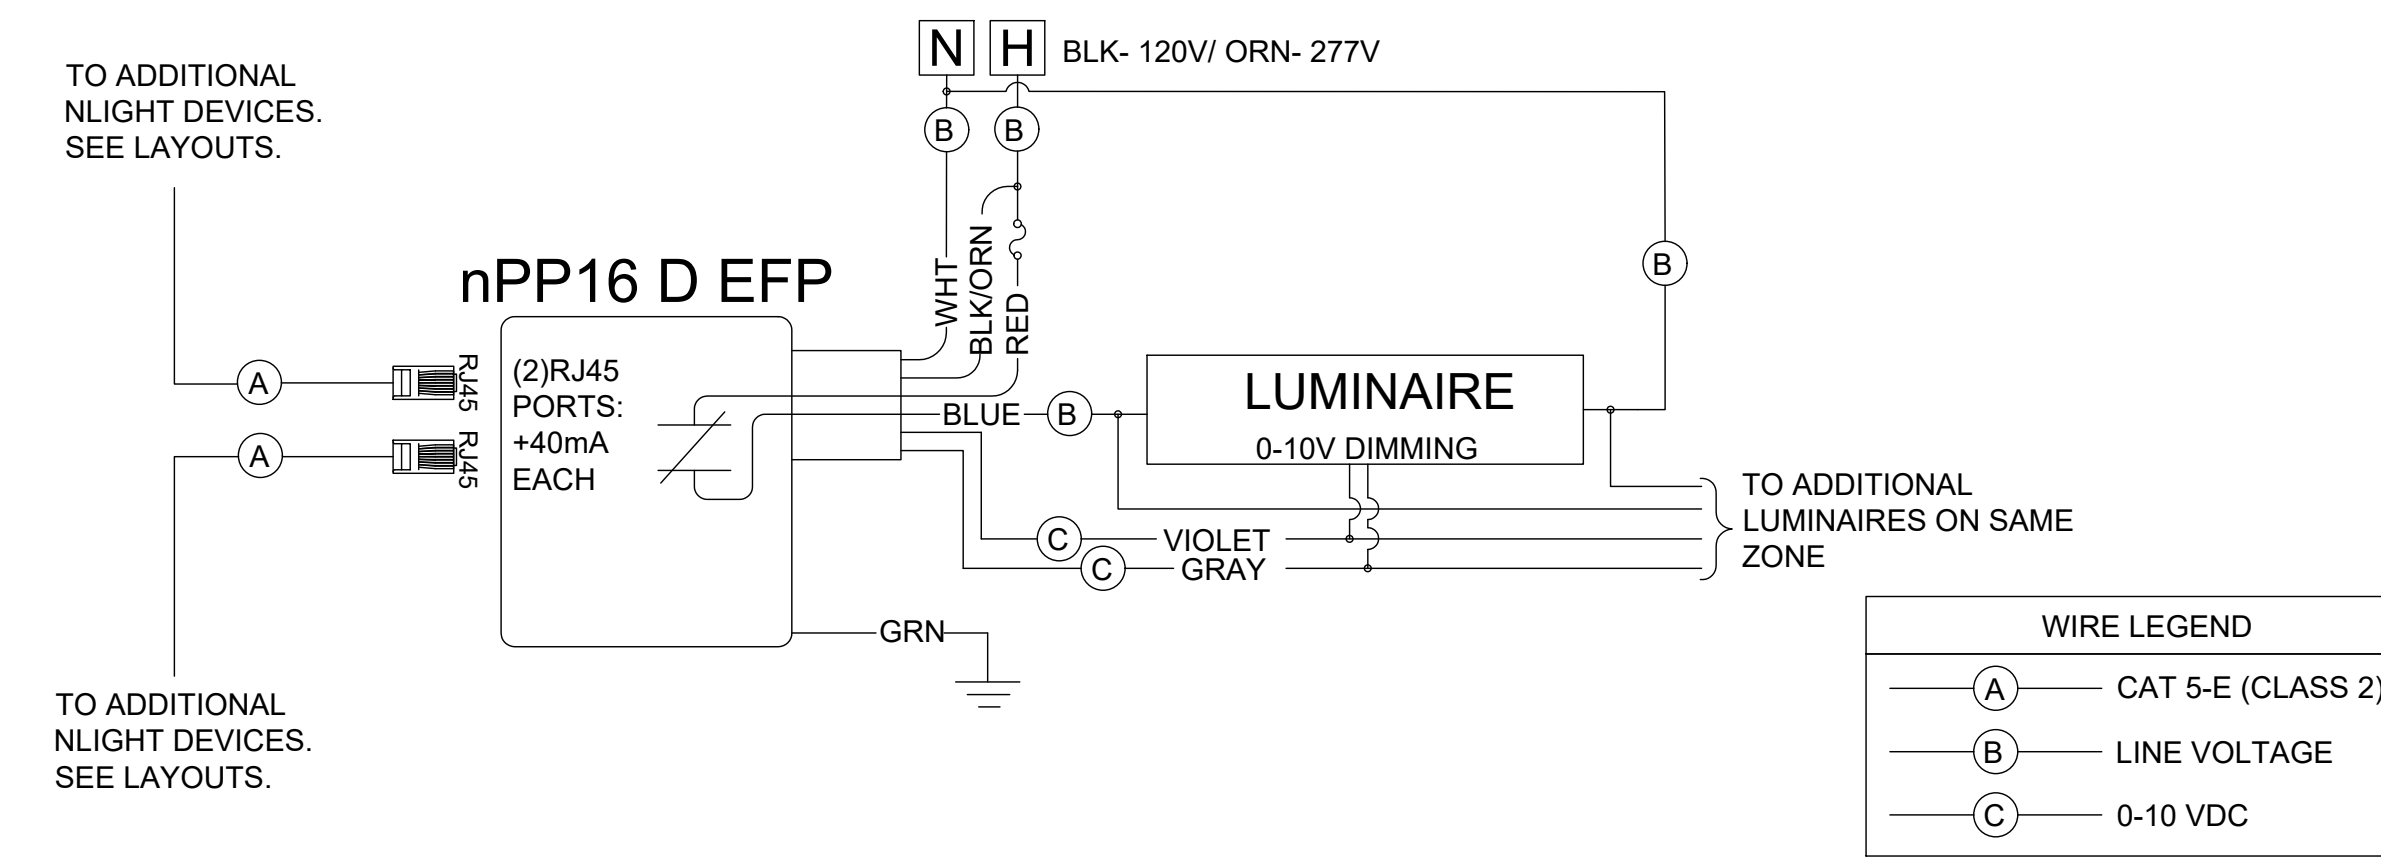 N H BLK- 120V/ ORN- 277V
TO ADDITIONAL
NLIGHT DEVICES.
SEE LAYOUTS.
B B
B
nPP16 D EFP
WHT
BLK/ORN
RED
A
RJ45
(2)RJ45
PORTS:
+40mA
EACH
A
RJ45
BLUE
B
LUMINAIRE
0-10V DIMMING
C VIOLET
C GRAY
TO ADDITIONAL
LUMINAIRES ON SAME
ZONE
GRN
TO ADDITIONAL
NLIGHT DEVICES.
SEE LAYOUTS.
WIRE LEGEND
A CAT 5-E (CLASS 2)
B LINE VOLTAGE
C 0-10 VDC